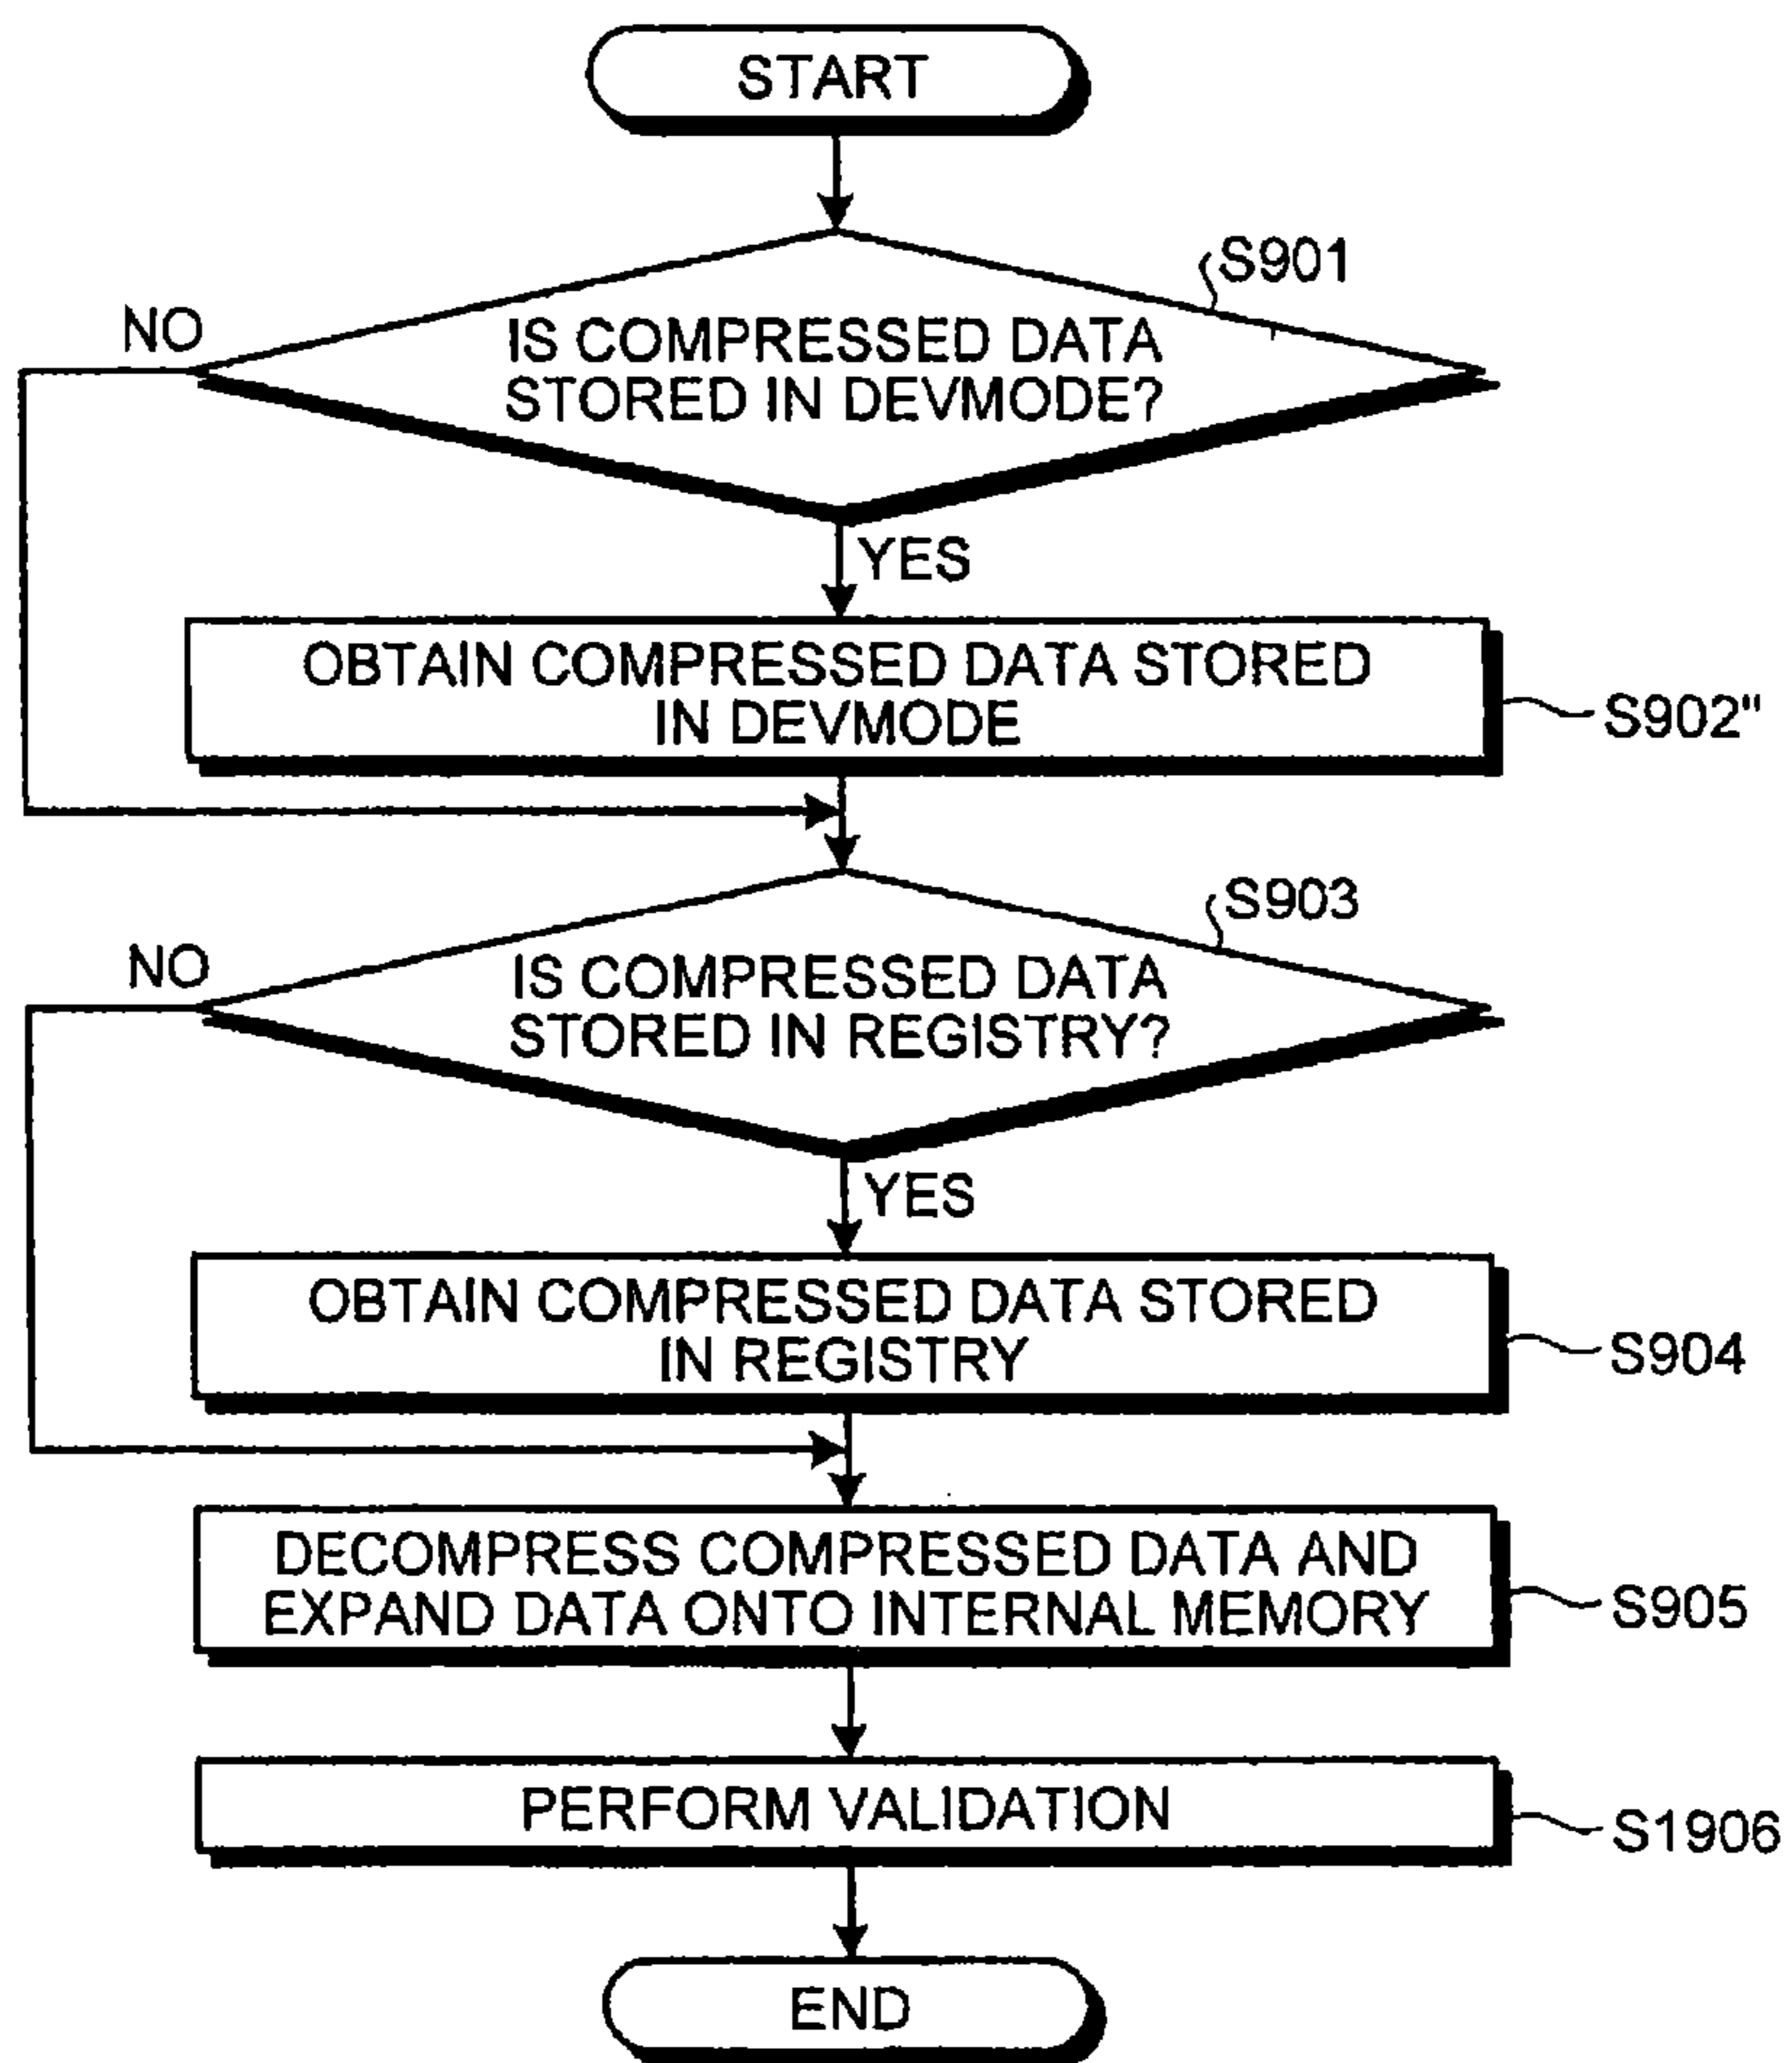 START
S901
NO
IS COMPRESSED DATA
STORED IN DEVMODE?
YES
OBTAIN COMPRESSED DATA STORED
IN DEVMODE
S902"
S903
NO
IS COMPRESSED DATA
STORED IN REGISTRY?
YES
OBTAIN COMPRESSED DATA STORED
IN REGISTRY
S904
DECOMPRESS COMPRESSED DATA AND
EXPAND DATA ONTO INTERNAL MEMORY
S905
PERFORM VALIDATION
S1906
END